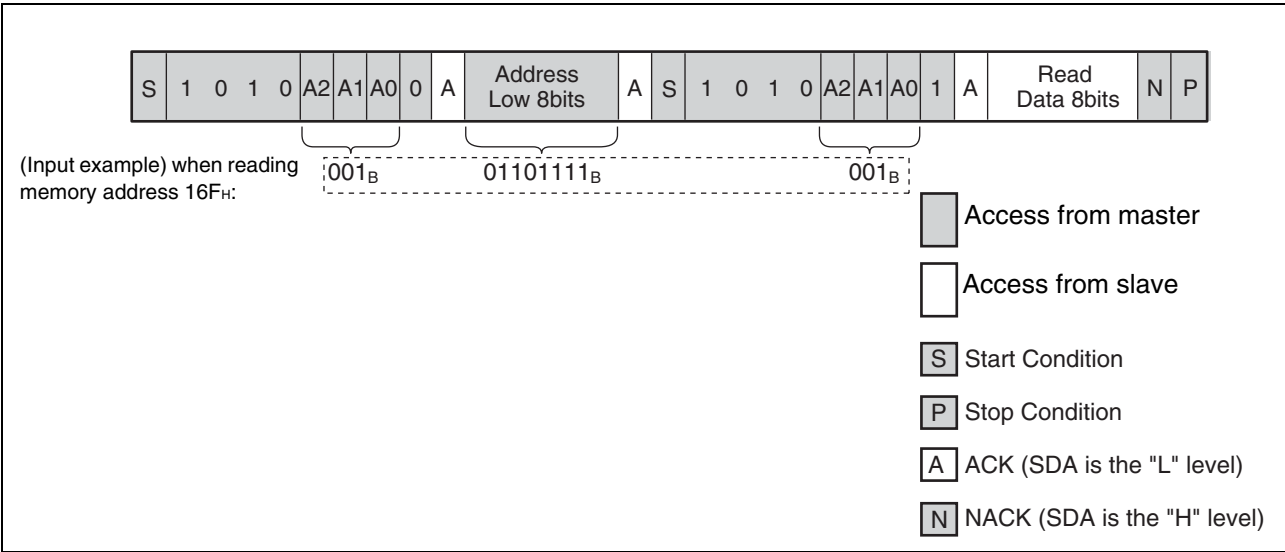 S 1 0 1 0 A2 A1 A0 0 A Address Low 8bits A S 1 0 1 0 A2 A1 A0 1 A Read Data 8bits N P
(Input example) when reading
memory address 16FH:
001B 01101111B 001B
Access from master
Access from slave
S Start Condition
P Stop Condition
A ACK (SDA is the "L" level)
N NACK (SDA is the "H" level)